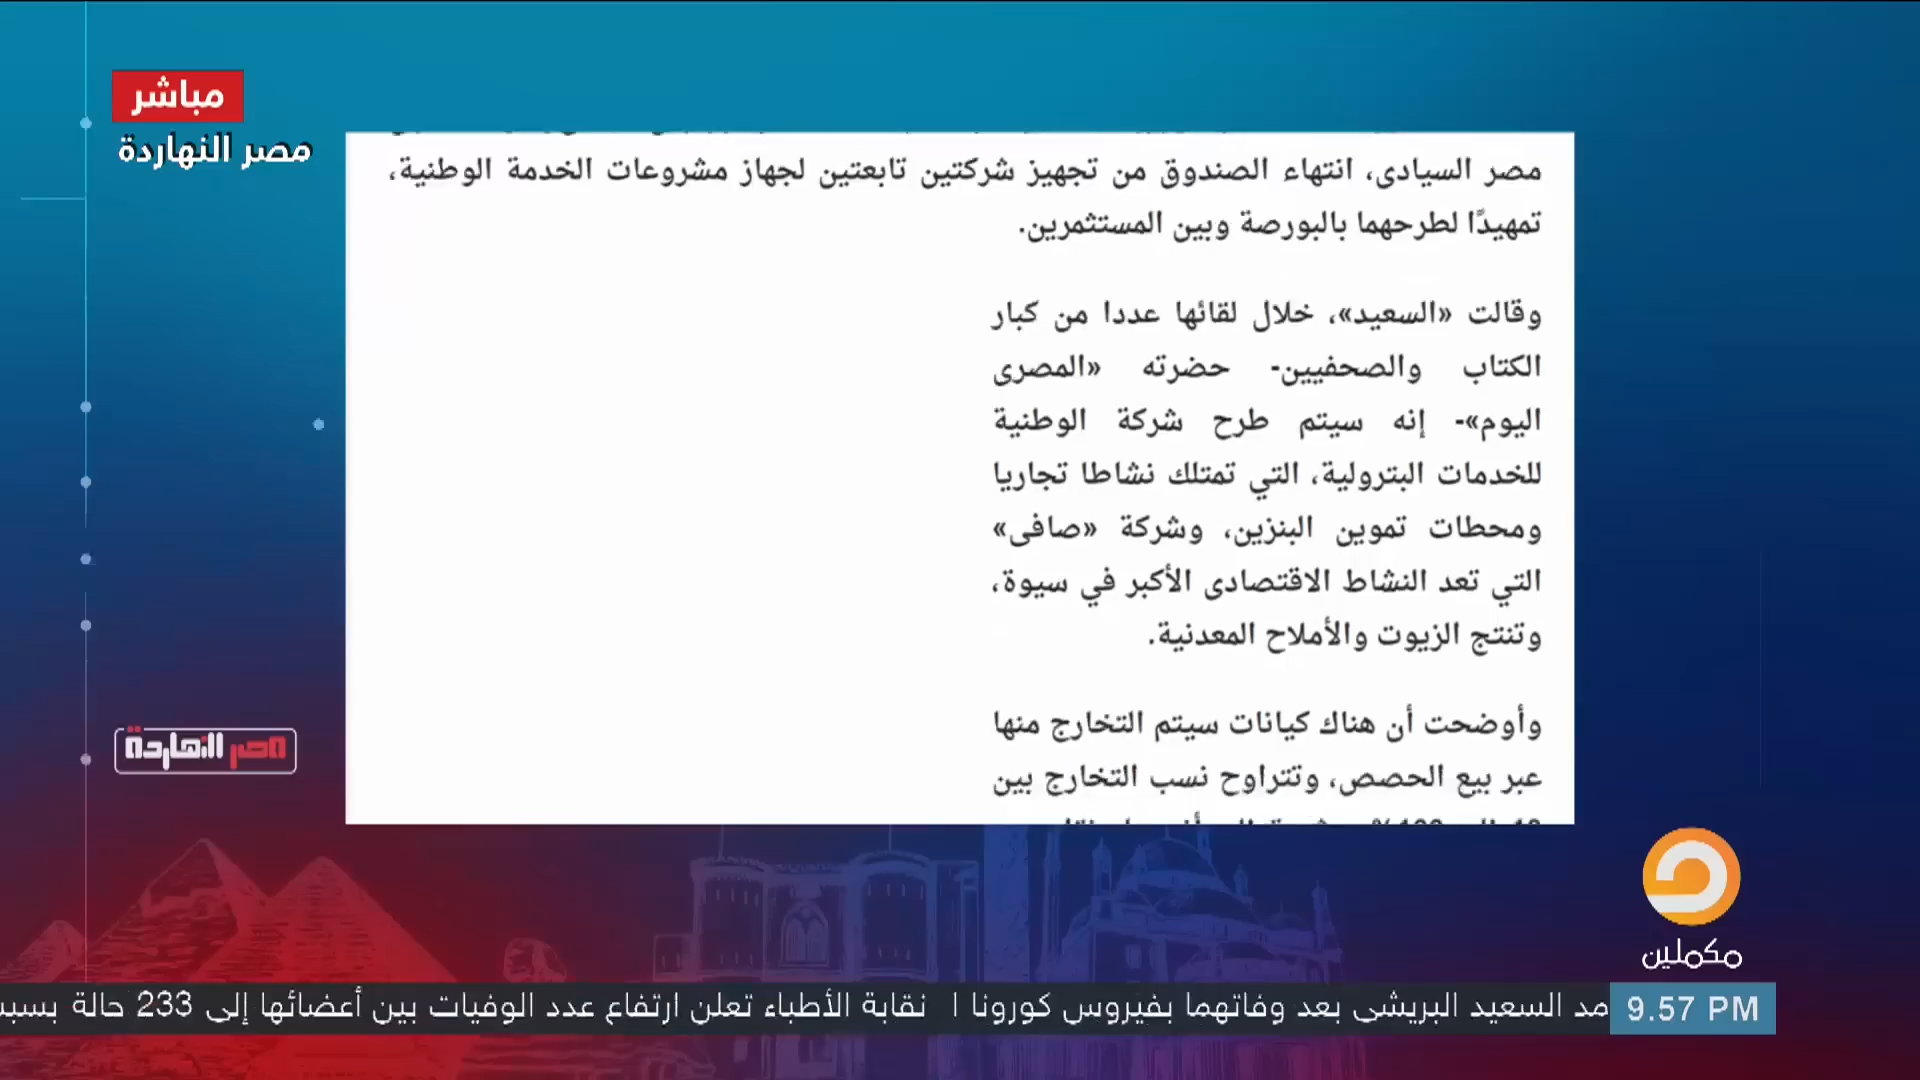 مباشر
مصر النهاردة
مصر السيادى، انتهاء الصندوق من تجهيز شركتين تابعتين لجهاز مشروعات الخدمة الوطنية،
تمهيدًا لطرحهما بالبورصة وبين المستثمرين.
وقالت «السعيد»، خلال لقائها عددا من كبار
الكتاب والصحفيين- حضرته «المصرى
اليوم»- إنه سيتم طرح شركة الوطنية
للخدمات البترولية، التي تمتلك نشاطا تجاريا
ومحطات تموين البنزين، وشركة «صافى»
التي تعد النشاط الاقتصادى الأكبر في سيوة،
وتنتج الزيوت والأملاح المعدنية.
وأوضحت أن هناك كيانات سيتم التخارج منها
عبر بيع الحصص، وتتراوح نسب التخارج بين
مصر النهاردة
مكملين
مد السعيد البريشى بعد وفاتهما بفيروس كورونا ا نقابة الأطباء تعلن ارتفاع عدد الوفيات بين أعضائها إلى 233 حالة بسبب
9.57 PM